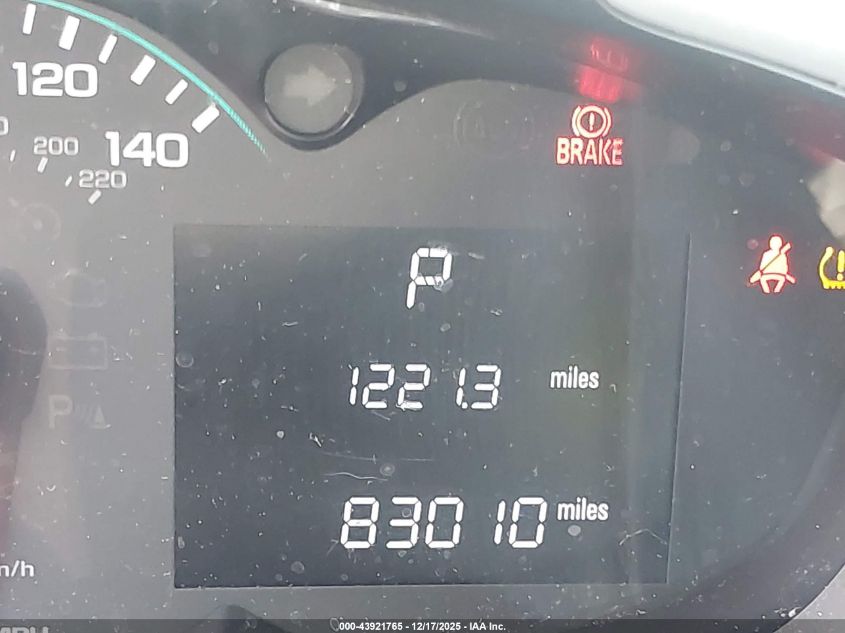 120
200
140
220
BRAKE
P
1221.3 miles
83010 miles
P
000-43921765 - 12/17/2025 - IAA Inc.